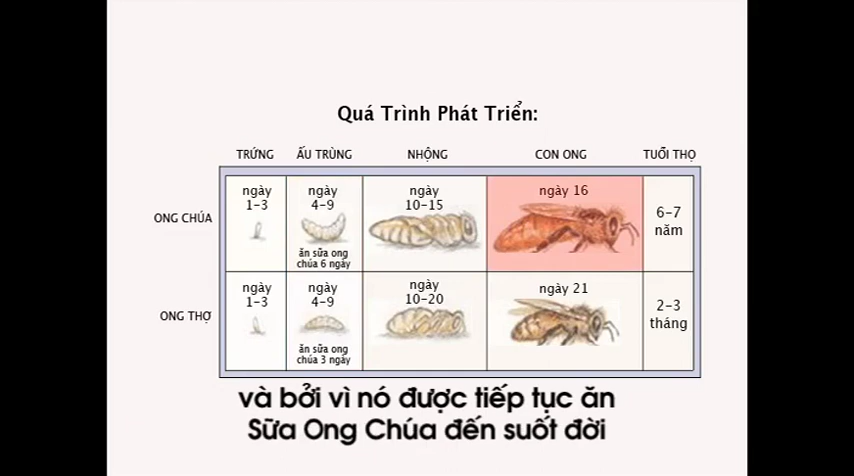 Quá Trình Phát Triển:
TRỨNG ẤU TRÙNG NHỘNG CON ONG TUỔI THỌ
ONG CHÚA
ngày
1-3
ngày
4-9
ăn sữa ong
chúa 6 ngày
ngày
10-15
ngày 16
6-7
năm
ONG THỢ
ngày
1-3
ngày
4-9
ăn sữa ong
chúa 3 ngày
ngày
10-20
ngày 21
2-3
tháng
và bởi vì nó được tiếp tục ăn
Sữa Ong Chúa đến suốt đời